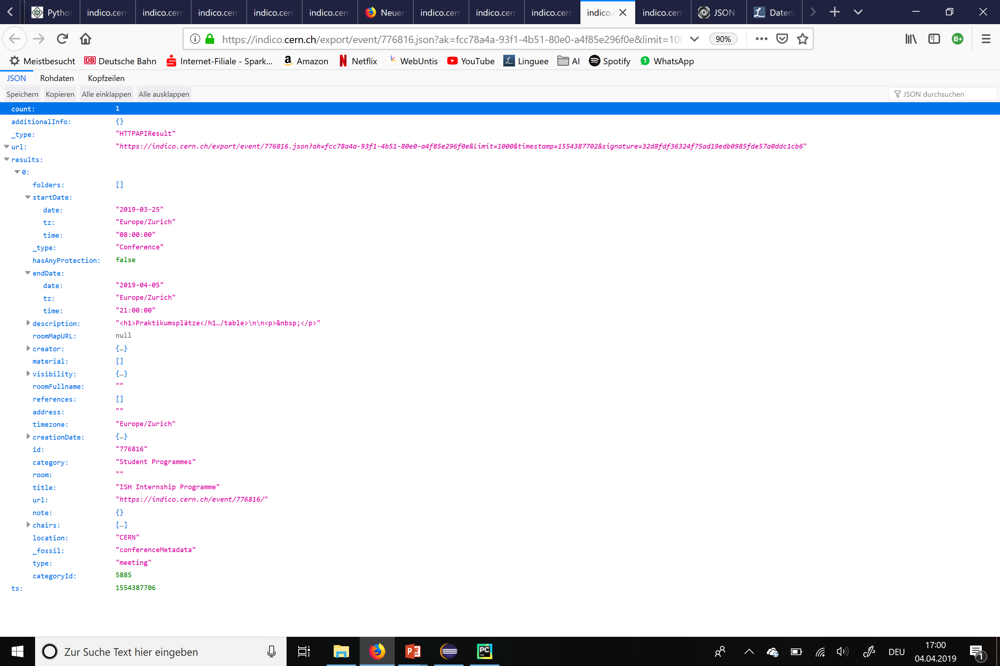 Pytho
indico.cern
indico.cern
indico.cern
indico.cern
indico.cern
Neuer
indico.cern
indico.cern
indico.cern
indico.
indico.cern
JSON
Daten
https://indico.cern.ch/export/event/776816.json?ak=fcc78a4a-93f1-4b51-80e0-a4f85e296f0e&limit=100
90%
B+
Meistbesucht
DB Deutsche Bahn
Internet-Filiale - Spark...
a Amazon
N Netflix
WebUntis
YouTube
L Linguee
AI
Spotify
1 WhatsApp
JSON Rohdaten Kopfzeilen
Speichern Kopieren Alle einklappen Alle ausklappen JSON durchsuchen
count: 1
additionalInfo: {}
_type: "HTTPAPIResult"
url: "https://indico.cern.ch/export/event/776816.json?ak=fcc78a4a-93f1-4b51-80e0-a4f85e296f0e&limit=1000&timestamp=1554387702&signature=32d8fdf36324f75ad19edb0985fde57a0ddc1cb6"
results:
0:
folders: []
startDate:
date: "2019-03-25"
tz: "Europe/Zurich"
time: "08:00:00"
_type: "Conference"
hasAnyProtection: false
endDate:
date: "2019-04-05"
tz: "Europe/Zurich"
time: "21:00:00"
description: "<h1>Praktikumsplätze</h1…/table>\n\n<p>&nbsp;</p>"
roomMapURL: null
creator: {…}
material: []
visibility: {…}
roomFullname: ""
references: []
address: ""
timezone: "Europe/Zurich"
creationDate: {…}
id: "776816"
category: "Student Programmes"
room: ""
title: "ISH Internship Programme"
url: "https://indico.cern.ch/event/776816/"
note: {}
chairs: […]
location: "CERN"
_fossil: "conferenceMetadata"
type: "meeting"
categoryId: 5885
ts: 1554387706
Zur Suche Text hier eingeben
P
PC
DEU
17:00
04.04.2019
1